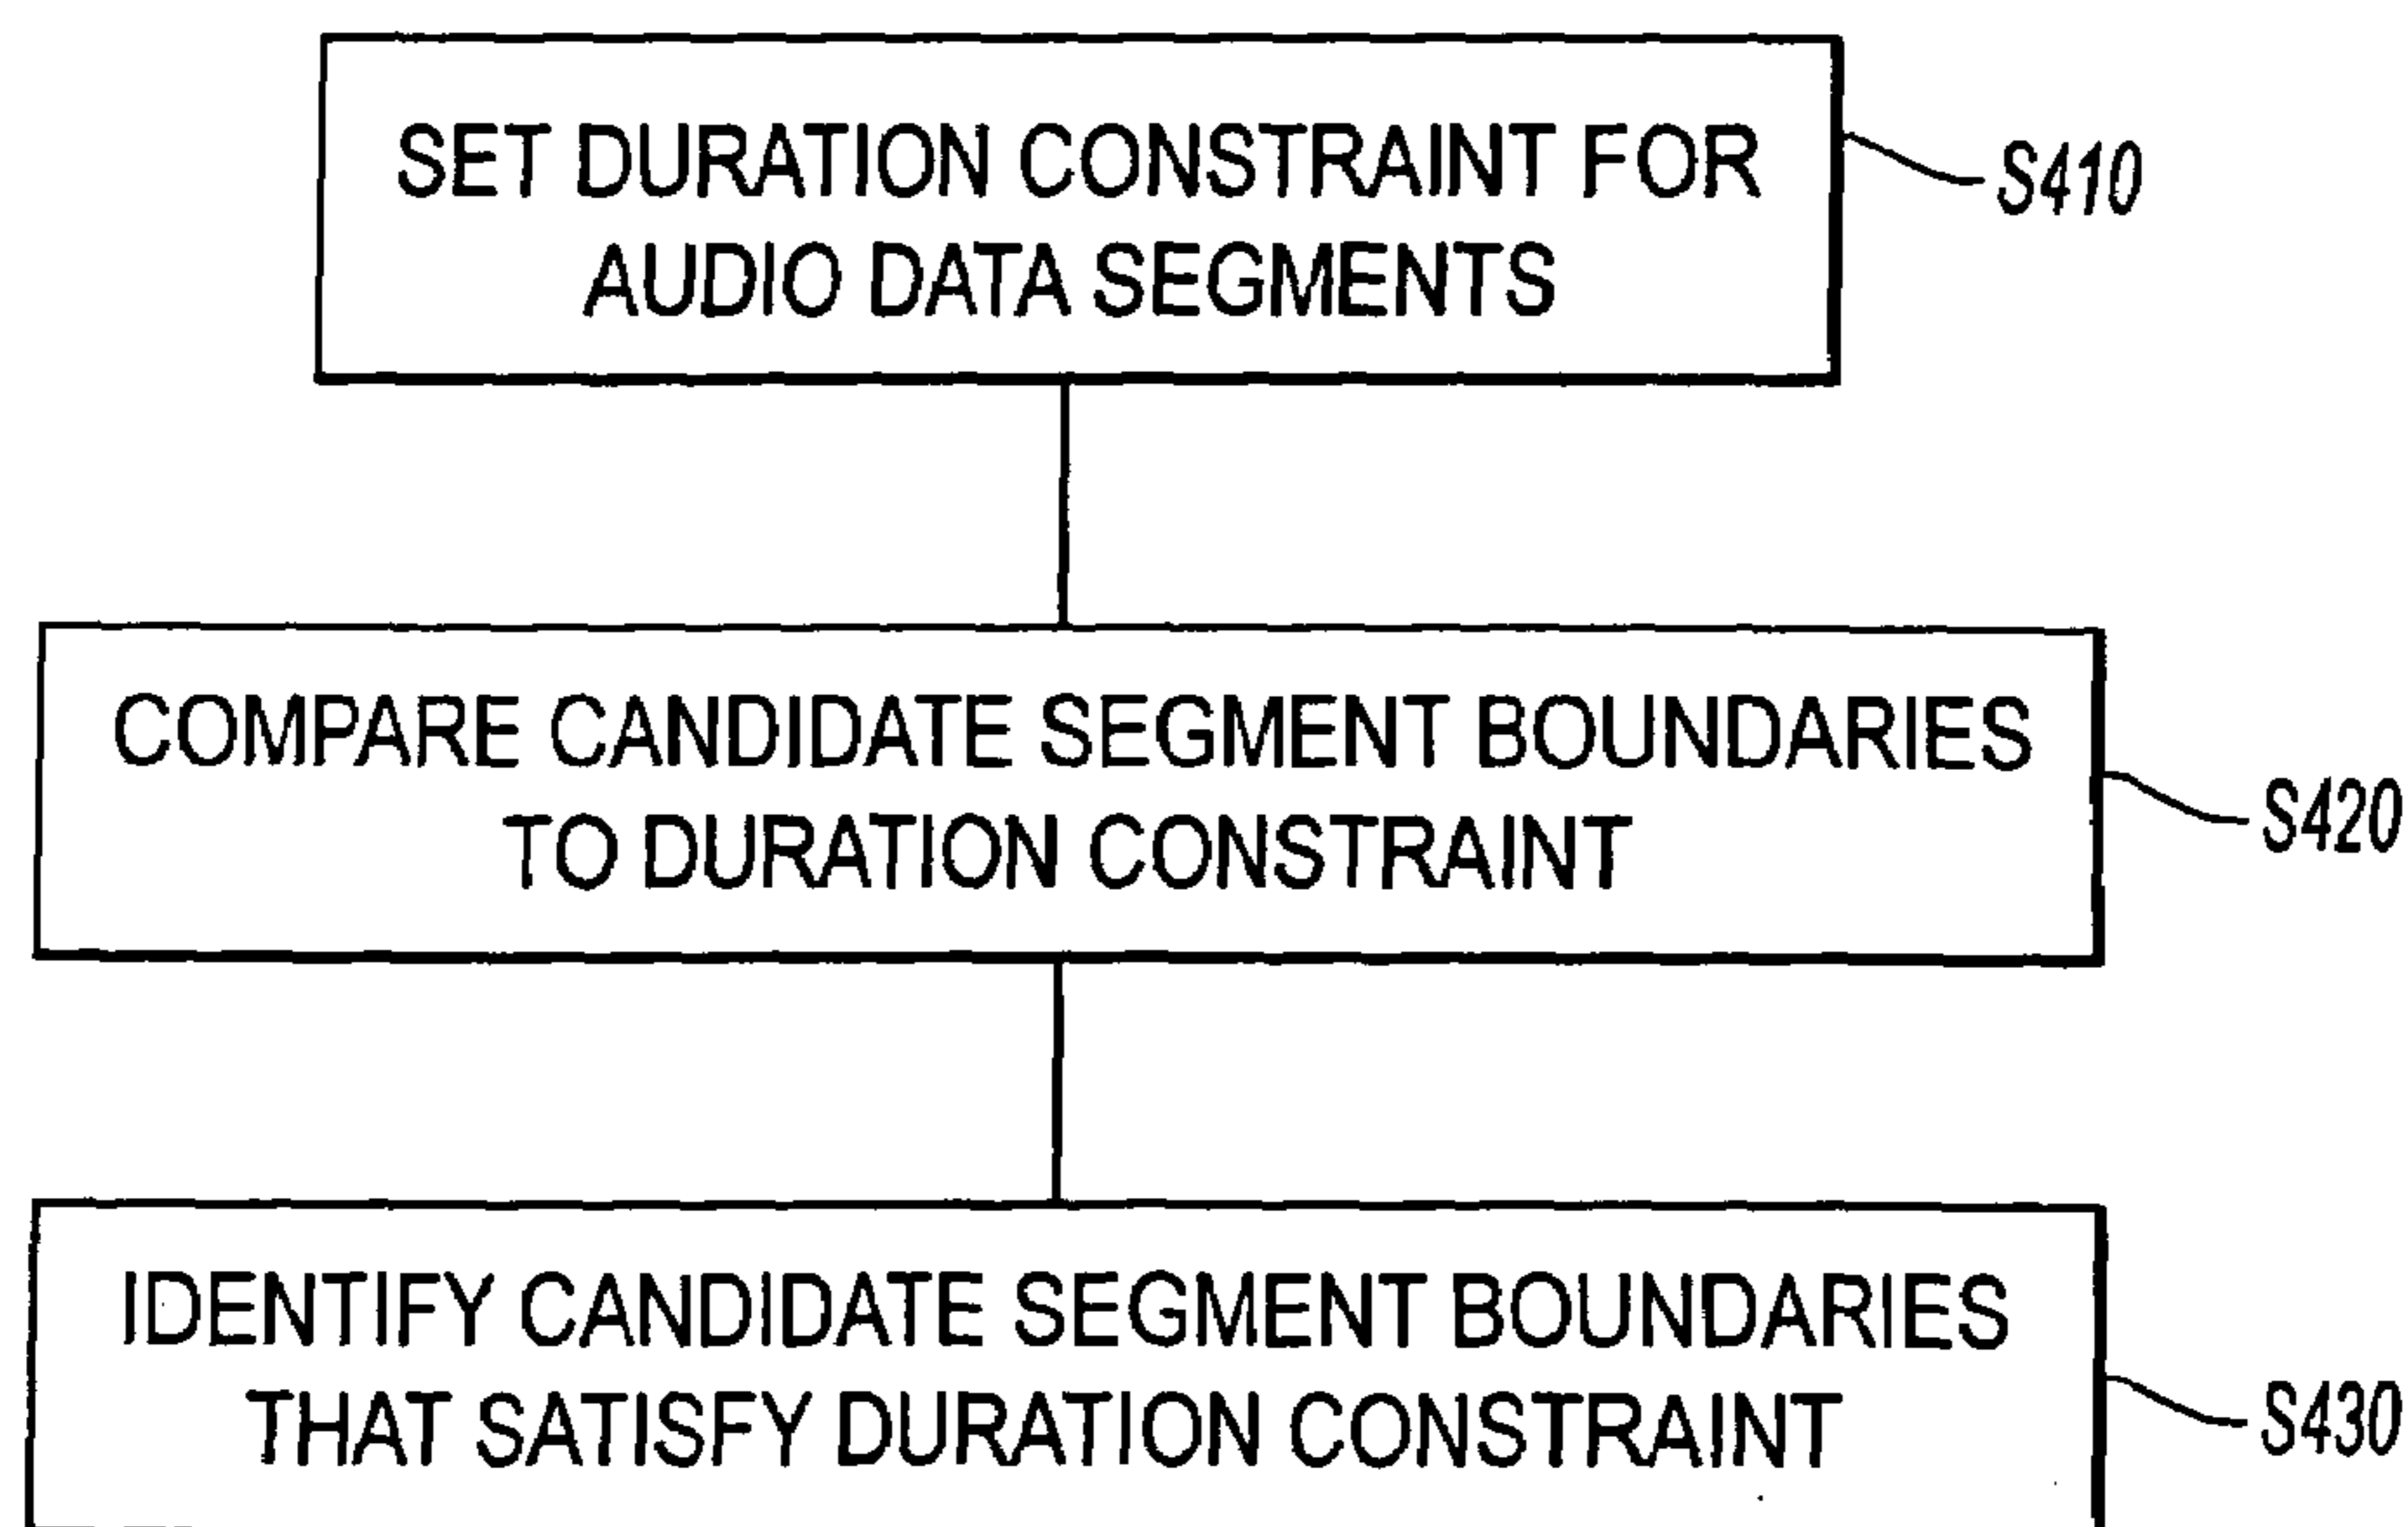 SET DURATION CONSTRAINT FOR
AUDIO DATA SEGMENTS
S410
COMPARE CANDIDATE SEGMENT BOUNDARIES
TO DURATION CONSTRAINT
S420
IDENTIFY CANDIDATE SEGMENT BOUNDARIES
THAT SATISFY DURATION CONSTRAINT
S430